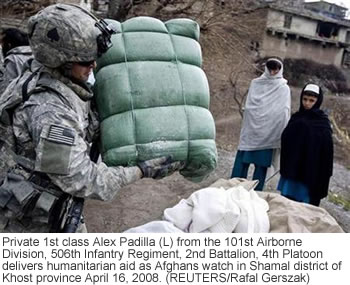 Private 1st class Alex Padilla (L) from the 101st Airborne
Division, 506th Infantry Regiment, 2nd Battalion, 4th Platoon
delivers humanitarian aid as Afghans watch in Shamal district of
Khost province April 16, 2008. (REUTERS/Rafal Gerszak)